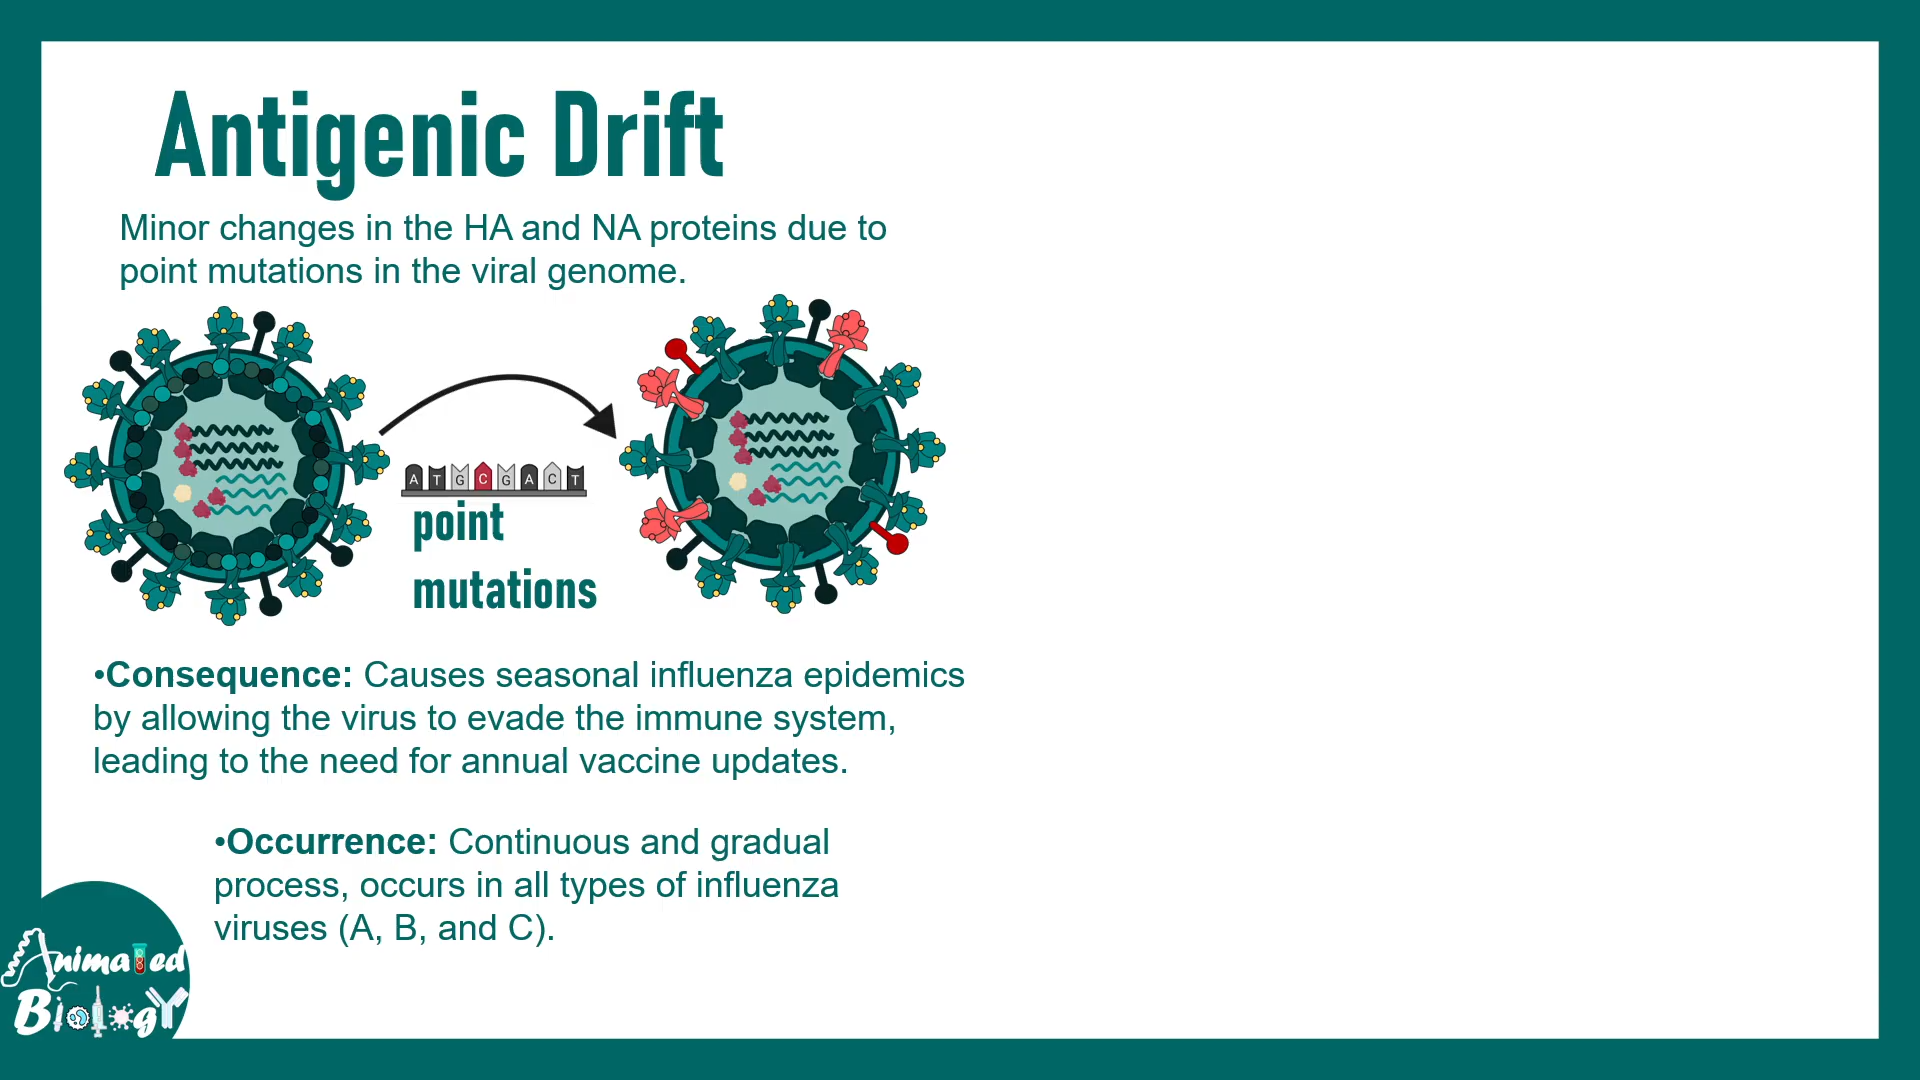 Antigenic Drift
Minor changes in the HA and NA proteins due to
point mutations in the viral genome.
A T G C G A C T
point
mutations
•Consequence: Causes seasonal influenza epidemics
by allowing the virus to evade the immune system,
leading to the need for annual vaccine updates.
•Occurrence: Continuous and gradual
process, occurs in all types of influenza
viruses (A, B, and C).
Animated
Biology